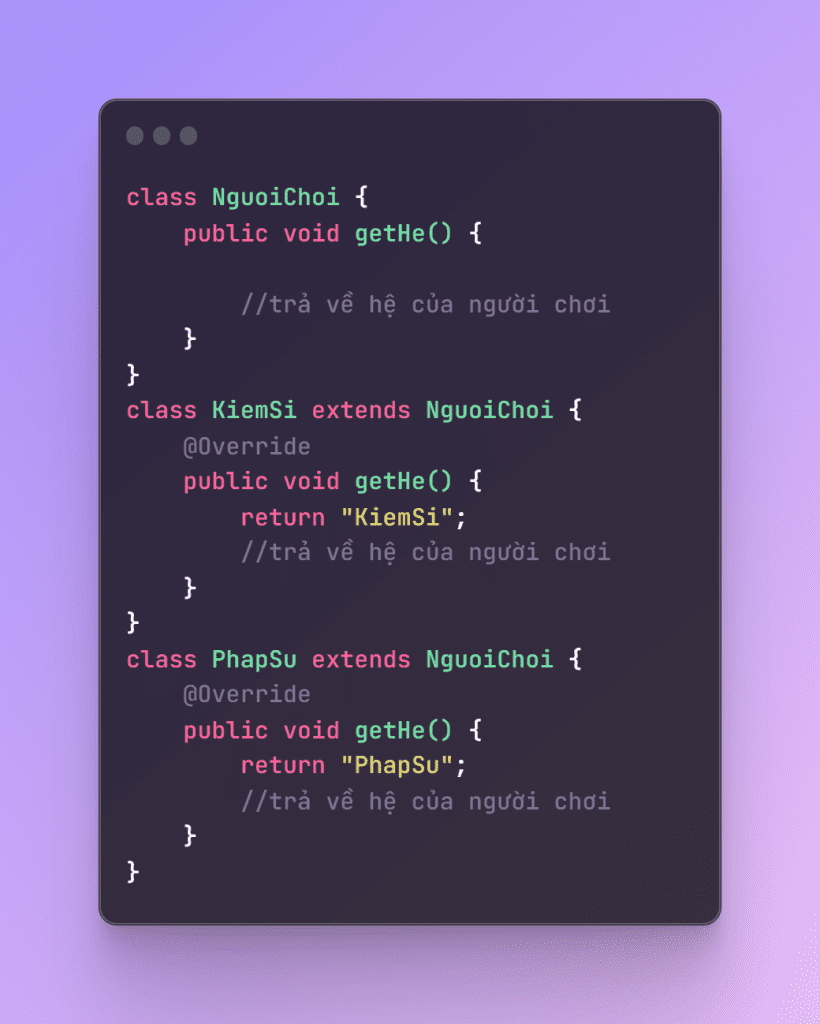 class NguoiChoi {
    public void getHe() {

        //trả về hệ của người chơi
    }
}
class KiemSi extends NguoiChoi {
    @Override
    public void getHe() {
        return "KiemSi";
        //trả về hệ của người chơi
    }
}
class PhapSu extends NguoiChoi {
    @Override
    public void getHe() {
        return "PhapSu";
        //trả về hệ của người chơi
    }
}